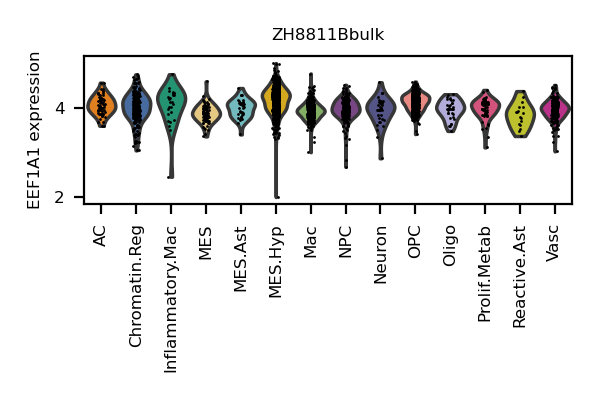 ZH8811Bbulk
EEF1A1 expression
4
2
AC
Chromatin.Reg
Inflammatory.Mac
MES
MES.Ast
MES.Hyp
Mac
NPC
Neuron
OPC
Oligo
Prolif.Metab
Reactive.Ast
Vasc